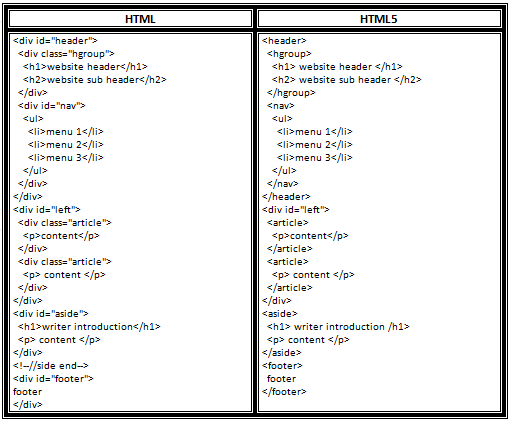 HTML
<div id="header">
<div class="hgroup">
<h1>website header</h1>
<h2>website sub header</h2>
</div>
<div id="nav">
<ul>
<li>menu 1</li>
<li>menu 2</li>
<li>menu 3</li>
</ul>
</div>
</div>
<div id="left">
<div class="article">
<p>content</p>
</div>
<div class="article">
<p> content </p>
</div>
</div>
<div id="aside">
<h1>writer introduction</h1>
<p> content </p>
</div>
<!--//side end-->
<div id="footer">
footer
</div>
HTML5
<header>
<hgroup>
<h1> website header </h1>
<h2> website sub header </h2>
</hgroup>
<nav>
<ul>
<li>menu 1</li>
<li>menu 2</li>
<li>menu 3</li>
</ul>
</nav>
</header>
<div id="left">
<article>
<p>content</p>
</article>
<article>
<p> content </p>
</article>
</div>
<aside>
<h1> writer introduction /h1>
<p> content </p>
</aside>
<footer>
footer
</footer>